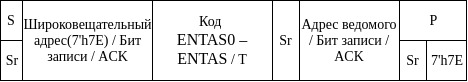 S
Sr
Широковещательный
адрес(7'h7E) / Бит
записи / ACK
Код
ENTAS0 –
ENTAS / T
Sr
Адрес ведомого
/ Бит записи /
ACK
P
Sr
7'h7E